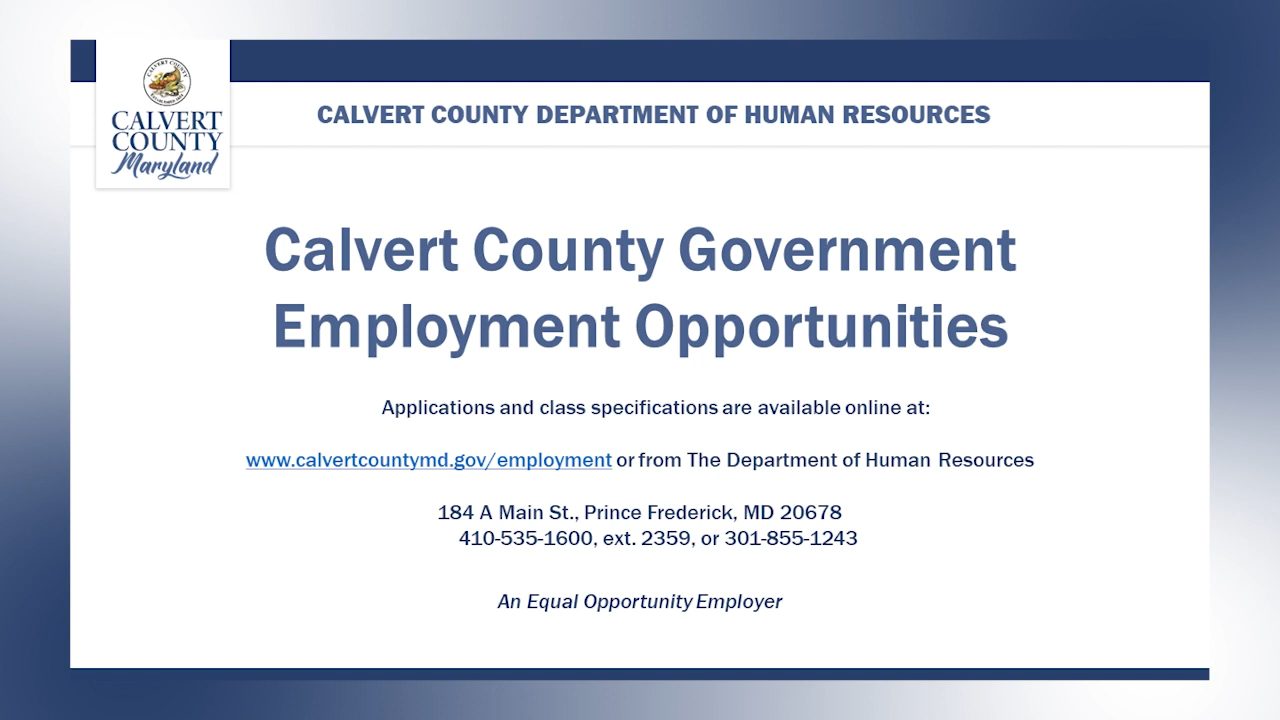 CALVERT COUNTY
CALVERT
COUNTY
Maryland
CALVERT COUNTY DEPARTMENT OF HUMAN RESOURCES
Calvert County Government
Employment Opportunities
Applications and class specifications are available online at:
www.calvertcountymd.gov/employment or from The Department of Human Resources
184 A Main St., Prince Frederick, MD 20678
410-535-1600, ext. 2359, or 301-855-1243
An Equal Opportunity Employer